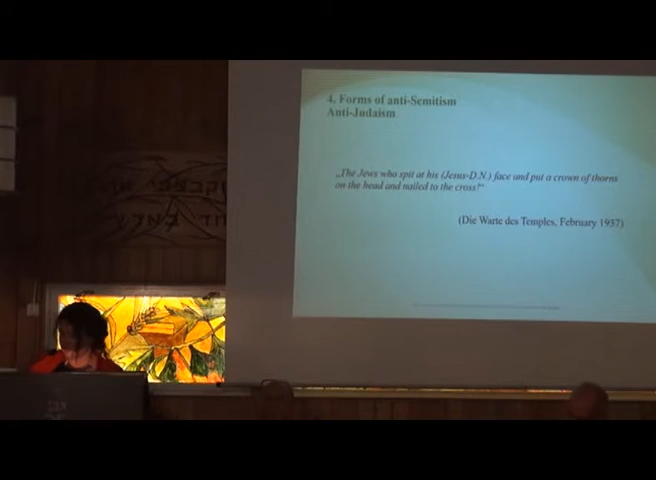 4. Forms of anti-Semitism
Anti-Judaism
„The Jews who spit at his (Jesus-D.N.) face and put a crown of thorns
on the head and nailed to the cross!"
(Die Warte des Temples, February 1937)